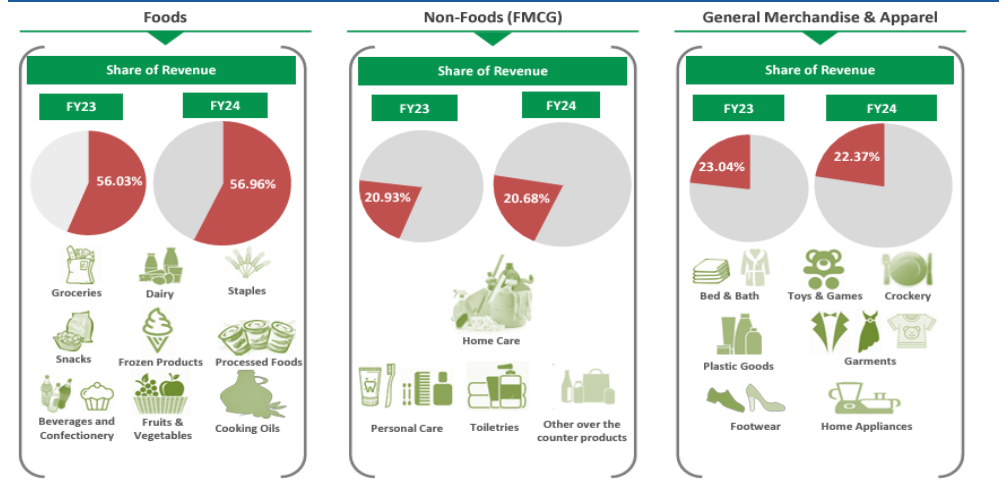 Foods
Share of Revenue
FY23
FY24
56.03%
56.96%
Groceries
Dairy
Staples
Snacks
Frozen Products
Processed Foods
Beverages and
Confectionery
Fruits &
Vegetables
Cooking Oils
Non-Foods (FMCG)
Share of Revenue
FY23
FY24
20.93%
20.68%
Home Care
Personal Care
Toiletries
Other over the
counter products
General Merchandise & Apparel
Share of Revenue
FY23
FY24
23.04%
22.37%
Bed & Bath
Toys & Games
Crockery
Plastic Goods
Garments
Footwear
Home Appliances